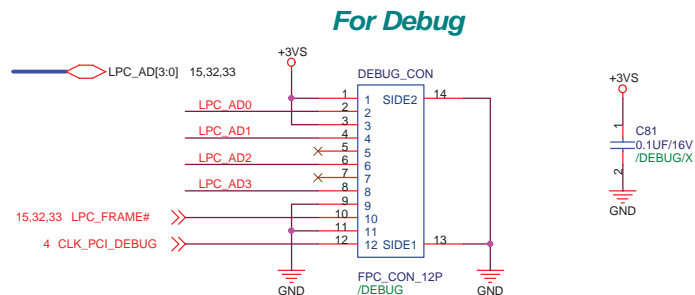 For Debug
LPC_AD[3:0] 15,32,33
+3VS
DEBUG_CON
+3VS
1 1 SIDE2 14
LPC_AD0 2 2
3 3
LPC_AD1 4 4
5 5
LPC_AD2 6 6
7 7
LPC_AD3 8 8
9 9
15,32,33 LPC_FRAME# 10 10
11 11
4 CLK_PCI_DEBUG 12 12 SIDE1 13
1
C81
0.1UF/16V
/DEBUG/X
2
GND
FPC_CON_12P
/DEBUG
GND
GND